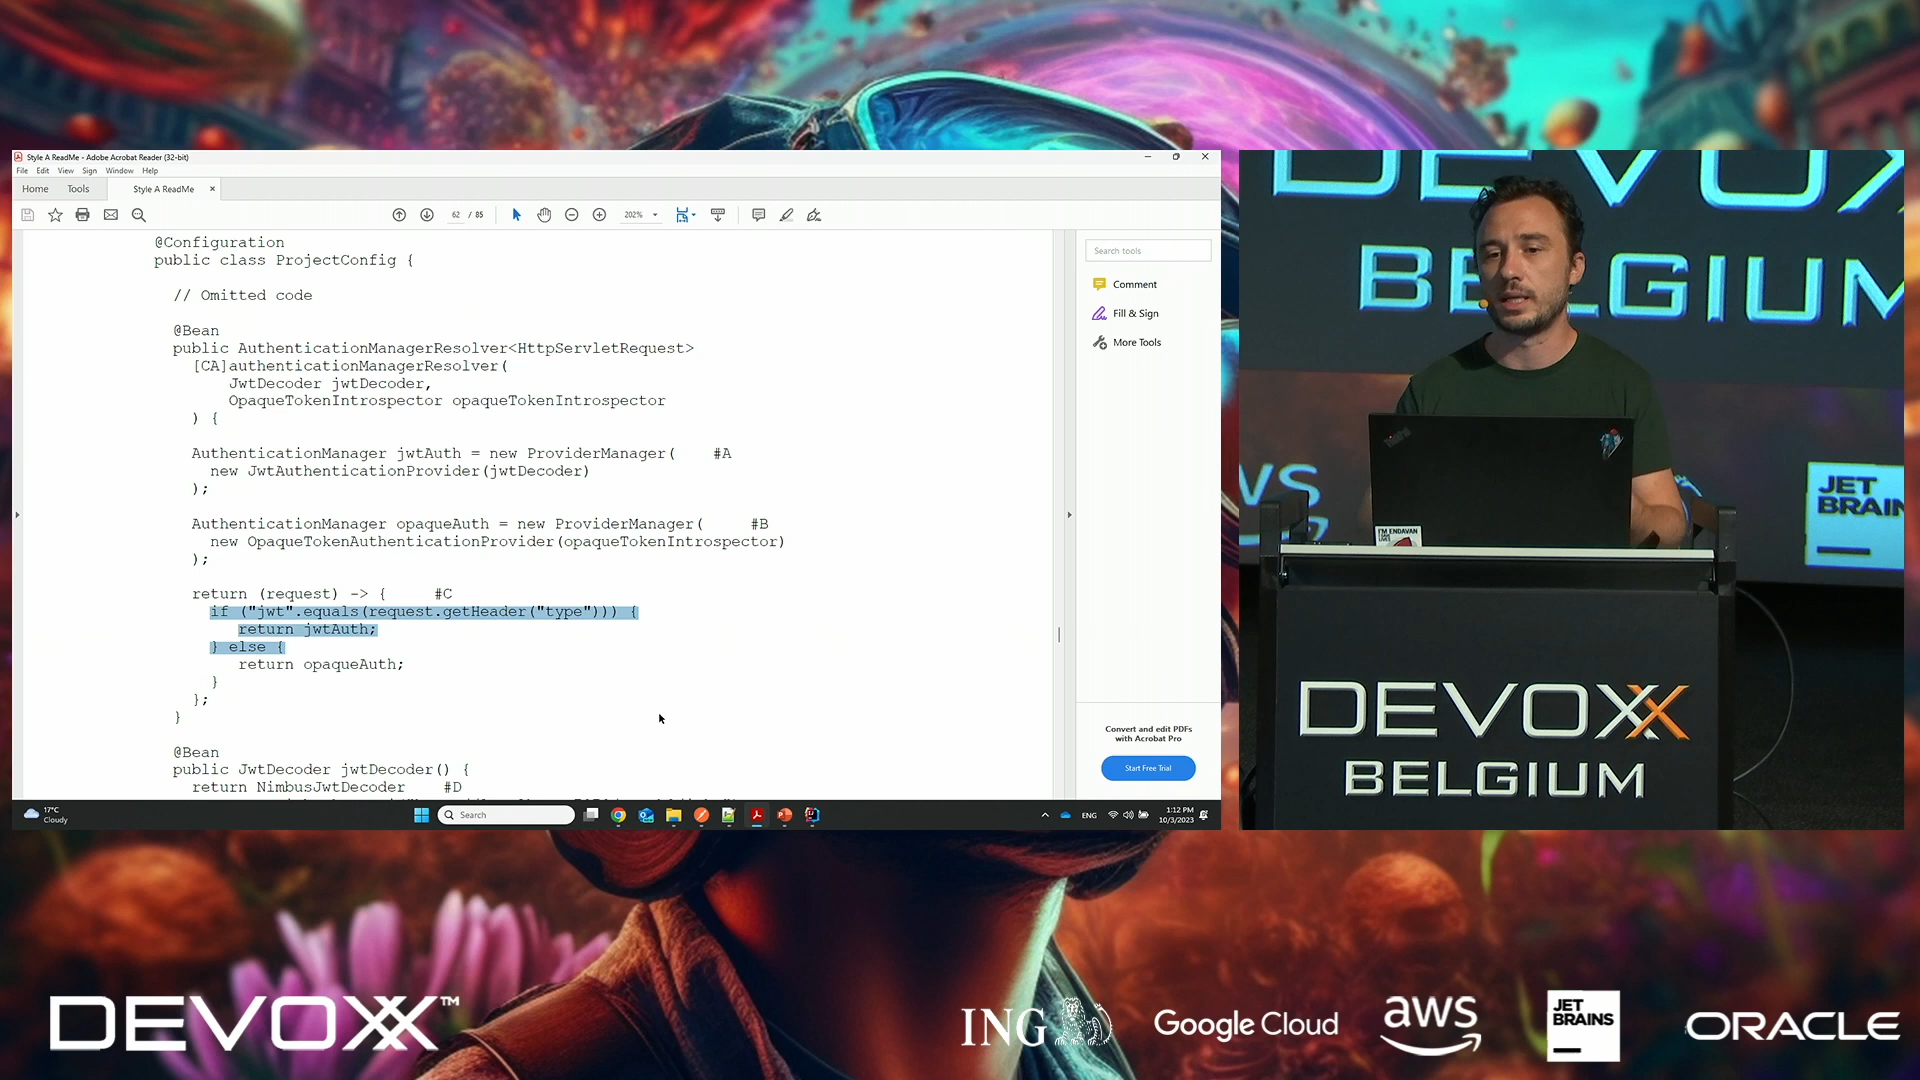 Style A ReadMe - Adobe Acrobat Reader (32-bit)
File Edit View Sign Window Help
Home Tools Style A ReadMe ×
62 / 85 202%
@Configuration
public class ProjectConfig {
// Omitted code
@Bean
public AuthenticationManagerResolver<HttpServletRequest>
[CA]authenticationManagerResolver(
JwtDecoder jwtDecoder,
OpaqueTokenIntrospector opaqueTokenIntrospector
) {
AuthenticationManager jwtAuth = new ProviderManager( #A
new JwtAuthenticationProvider(jwtDecoder)
);
AuthenticationManager opaqueAuth = new ProviderManager( #B
new OpaqueTokenAuthenticationProvider(opaqueTokenIntrospector)
);
return (request) -> { #C
if ("jwt".equals(request.getHeader("type"))) {
return jwtAuth;
} else {
return opaqueAuth;
}
};
}
@Bean
public JwtDecoder jwtDecoder() {
return NimbusJwtDecoder #D
Search tools
Comment
Fill & Sign
More Tools
Convert and edit PDFs
with Acrobat Pro
Start Free Trial
17°C
Cloudy
Search
ENG
1:12 PM
10/3/2023
DEVOX
BELGIUM
WS
JET
BRAINS
I'M ENDAVAN
DEVOXX
BELGIUM
DEVOXX™
ING
Google Cloud
aws
JET
BRAINS
ORACLE